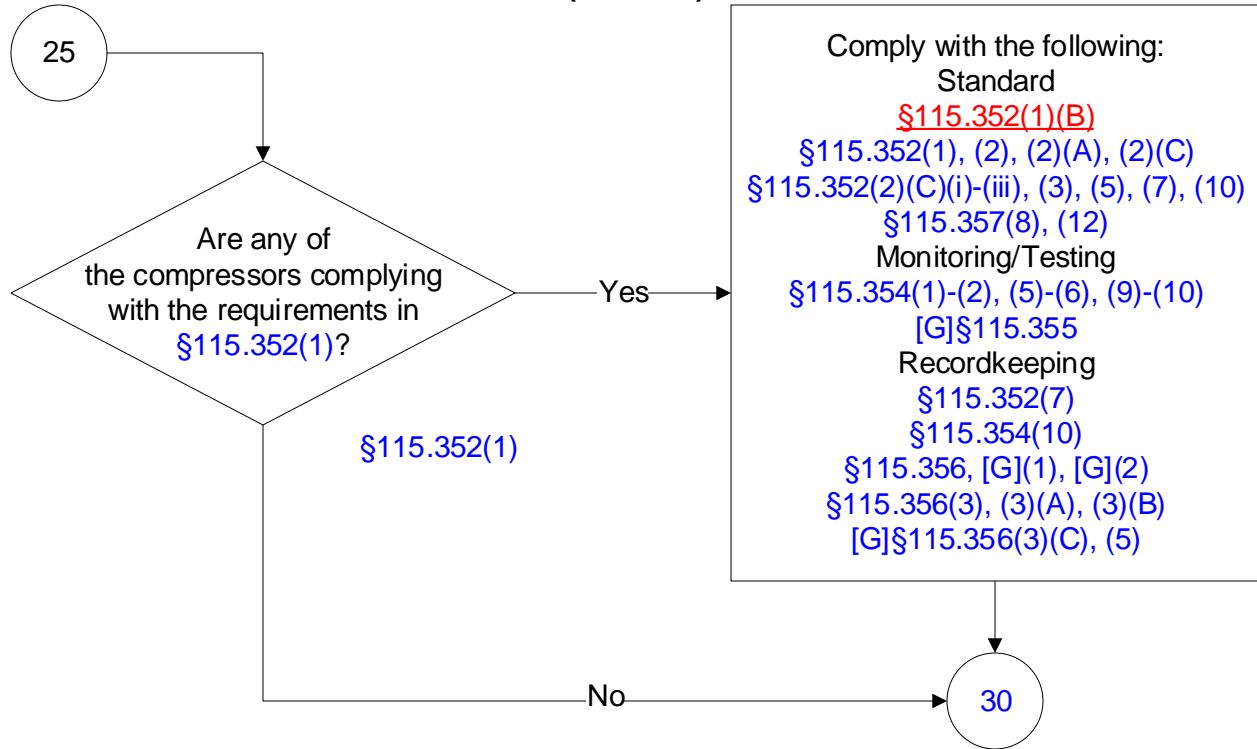 25
Are any of
the compressors complying
with the requirements in
§115.352(1)?
Yes
§115.352(1)
No
Comply with the following:
Standard
§115.352(1)(B)
§115.352(1), (2), (2)(A), (2)(C)
§115.352(2)(C)(i)-(iii), (3), (5), (7), (10)
§115.357(8), (12)
Monitoring/Testing
§115.354(1)-(2), (5)-(6), (9)-(10)
[G]§115.355
Recordkeeping
§115.352(7)
§115.354(10)
§115.356, [G](1), [G](2)
§115.356(3), (3)(A), (3)(B)
[G]§115.356(3)(C), (5)
30